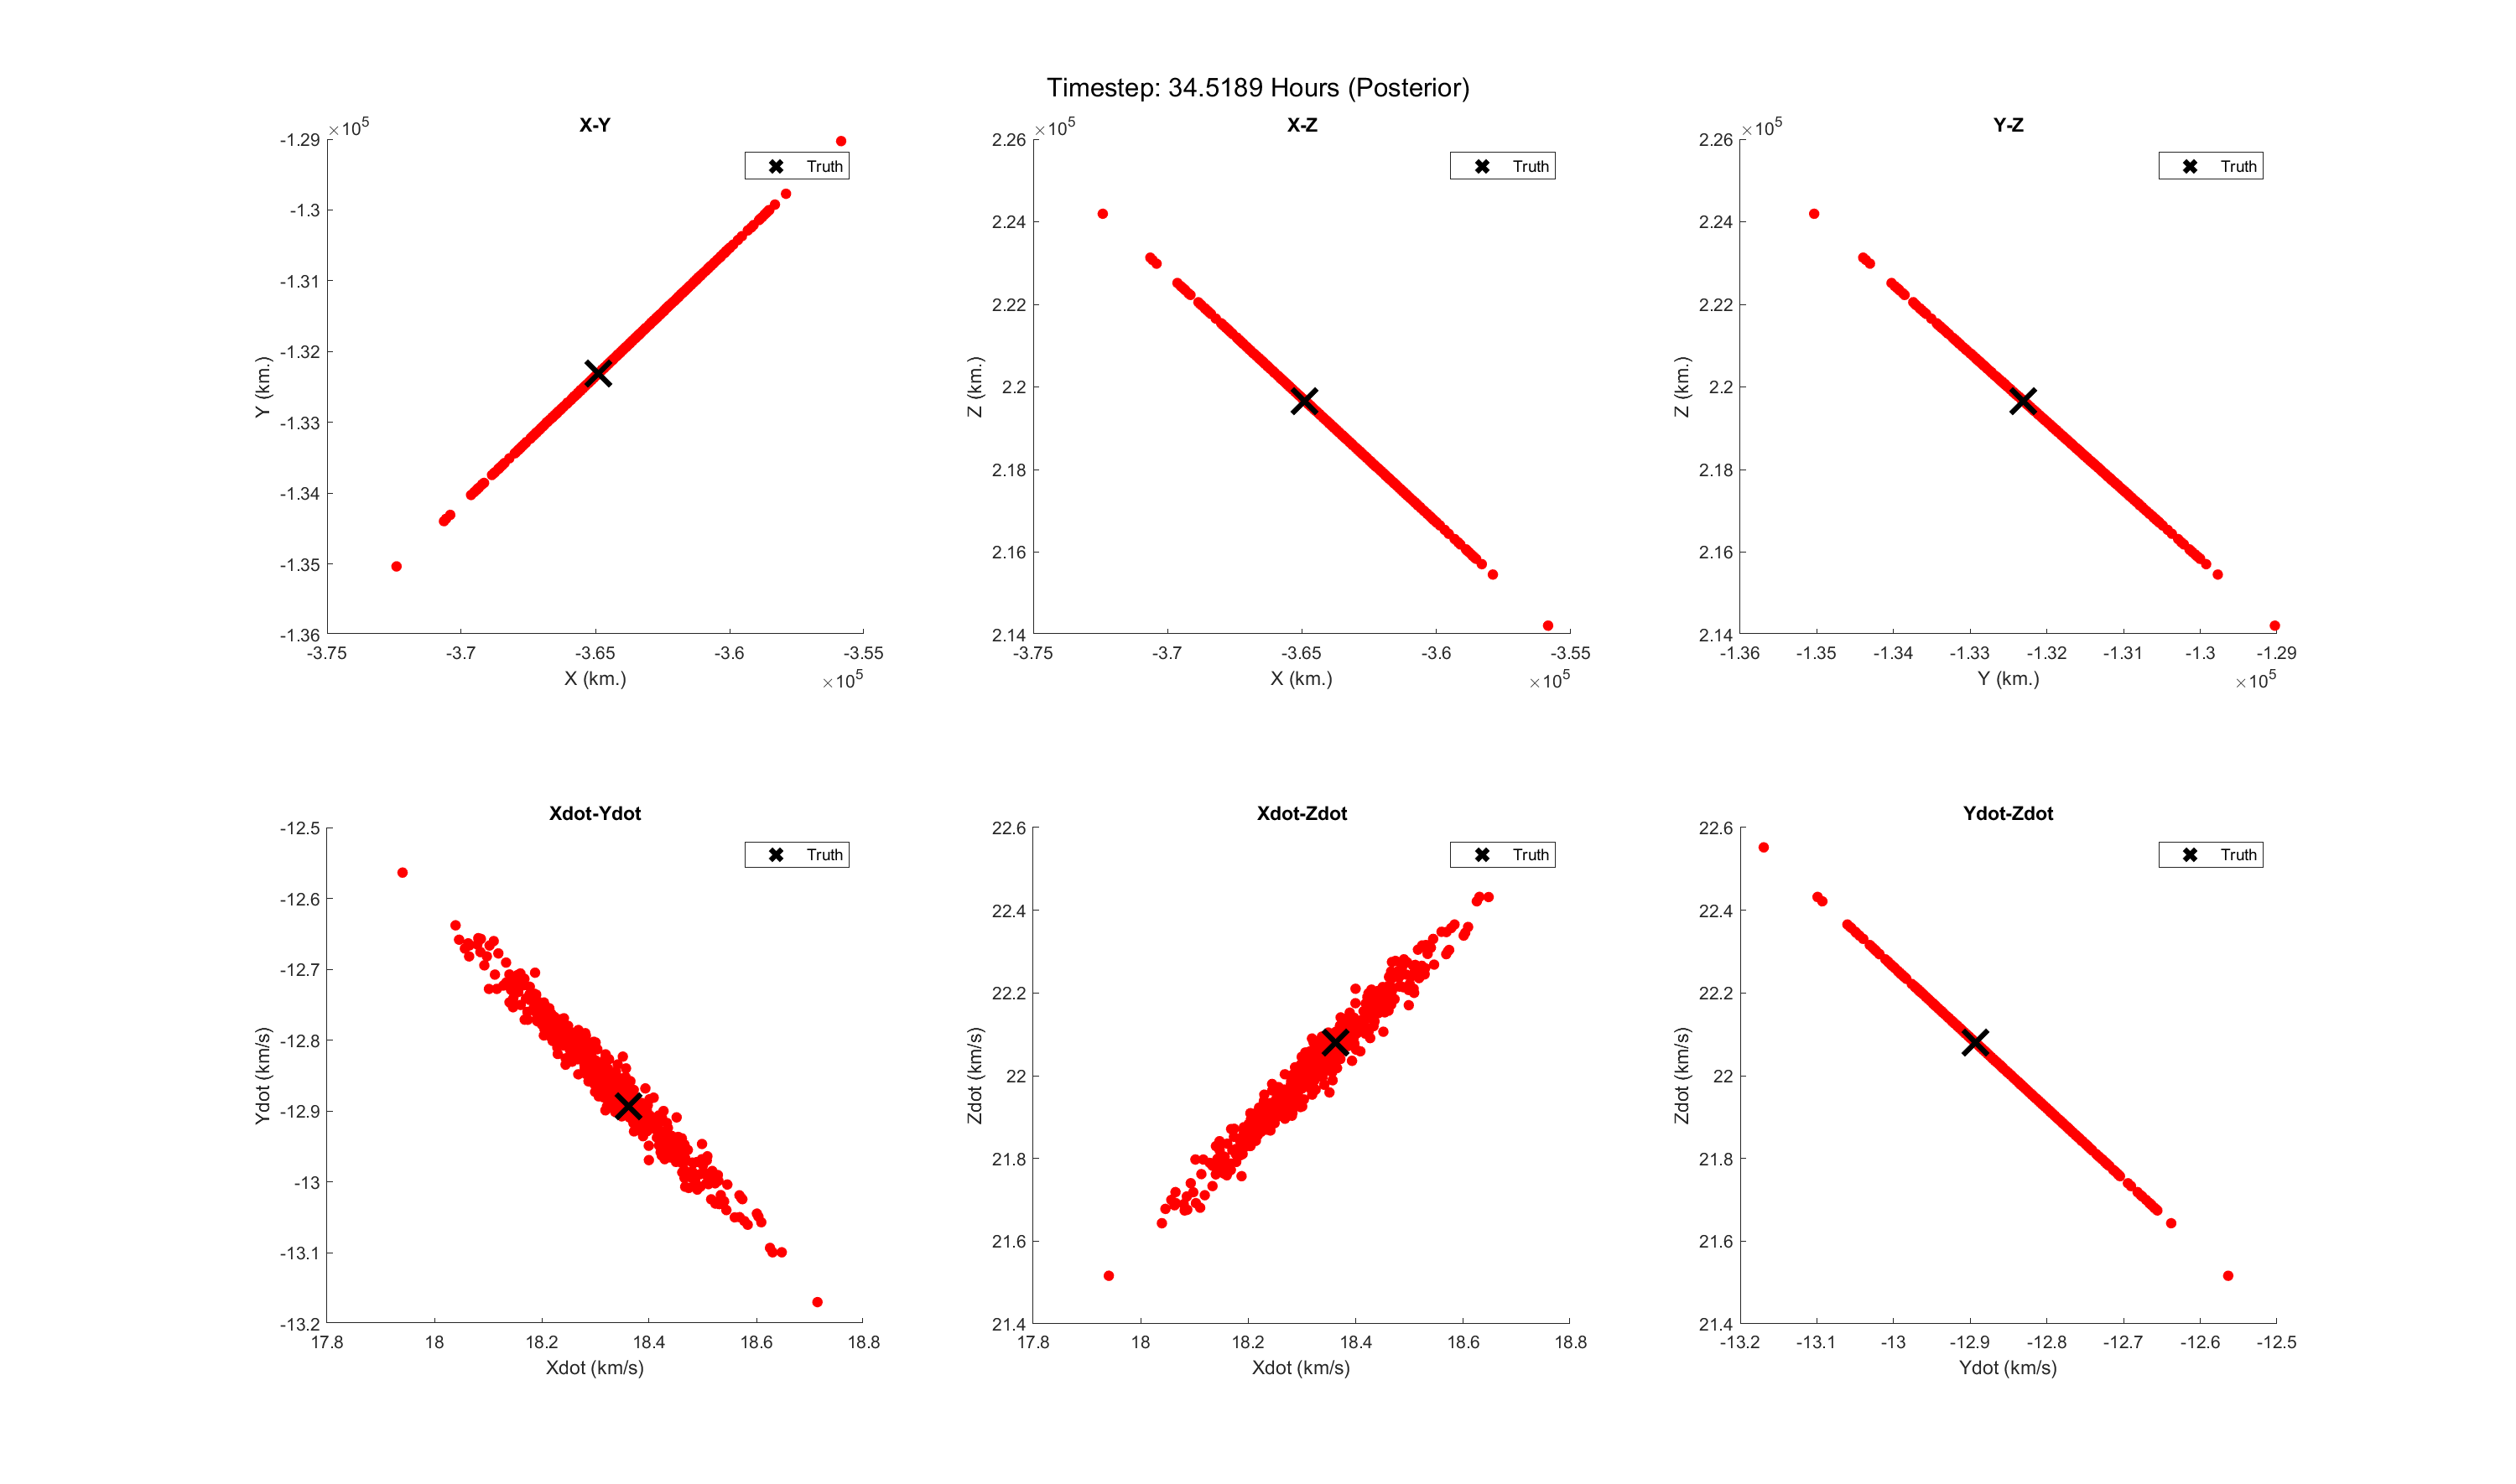 Timestep: 34.5189 Hours (Posterior)
X-Y
×10^5
-1.29
-1.3
-1.31
-1.32
-1.33
-1.34
-1.35
-1.36
Y (km.)
Truth
-3.75 -3.7 -3.65 -3.6 -3.55
X (km.)
×10^5
X-Z
×10^5
2.26
2.24
2.22
2.2
2.18
2.16
2.14
Z (km.)
Truth
-3.75 -3.7 -3.65 -3.6 -3.55
X (km.)
×10^5
Y-Z
×10^5
2.26
2.24
2.22
2.2
2.18
2.16
2.14
Z (km.)
Truth
-1.36 -1.35 -1.34 -1.33 -1.32 -1.31 -1.3 -1.29
Y (km.)
×10^5
Xdot-Ydot
-12.5
-12.6
-12.7
-12.8
-12.9
-13
-13.1
-13.2
Ydot (km/s)
Truth
17.8 18 18.2 18.4 18.6 18.8
Xdot (km/s)
Xdot-Zdot
22.6
22.4
22.2
22
21.8
21.6
21.4
Zdot (km/s)
Truth
17.8 18 18.2 18.4 18.6 18.8
Xdot (km/s)
Ydot-Zdot
22.6
22.4
22.2
22
21.8
21.6
21.4
Zdot (km/s)
Truth
-13.2 -13.1 -13 -12.9 -12.8 -12.7 -12.6 -12.5
Ydot (km/s)